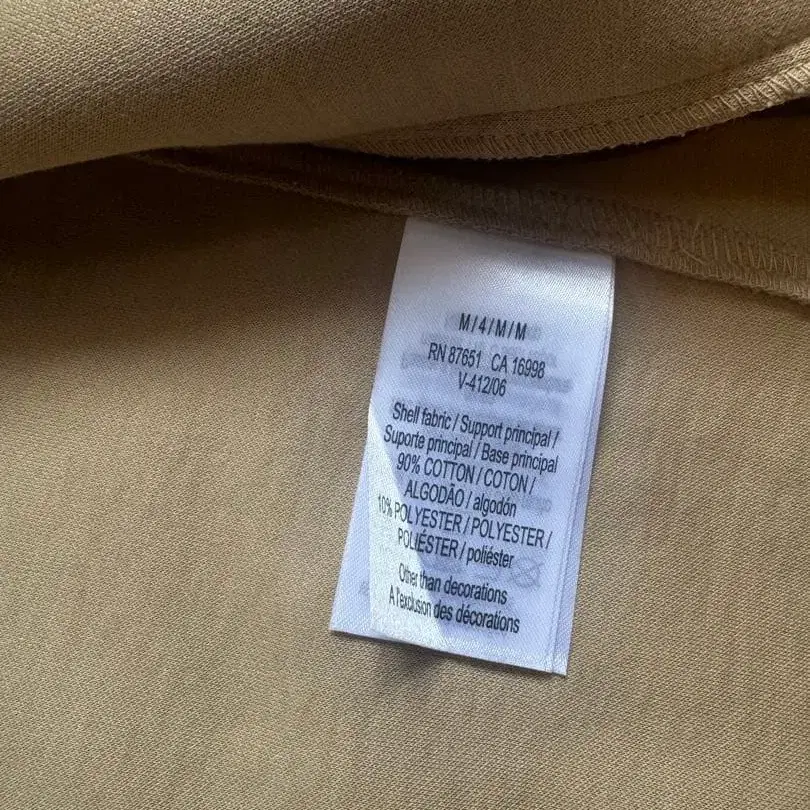 M/4/M/M
RN 87651 CA 16998
V-412/06
Shell fabric / Support principal /
Suporte principal / Base principal
90% COTTON / COTON /
ALGODÃO / algodón
10% POLYESTER / POLYESTER /
POLIÉSTER / poliéster
Other than decorations
A l'exclusion des décorations